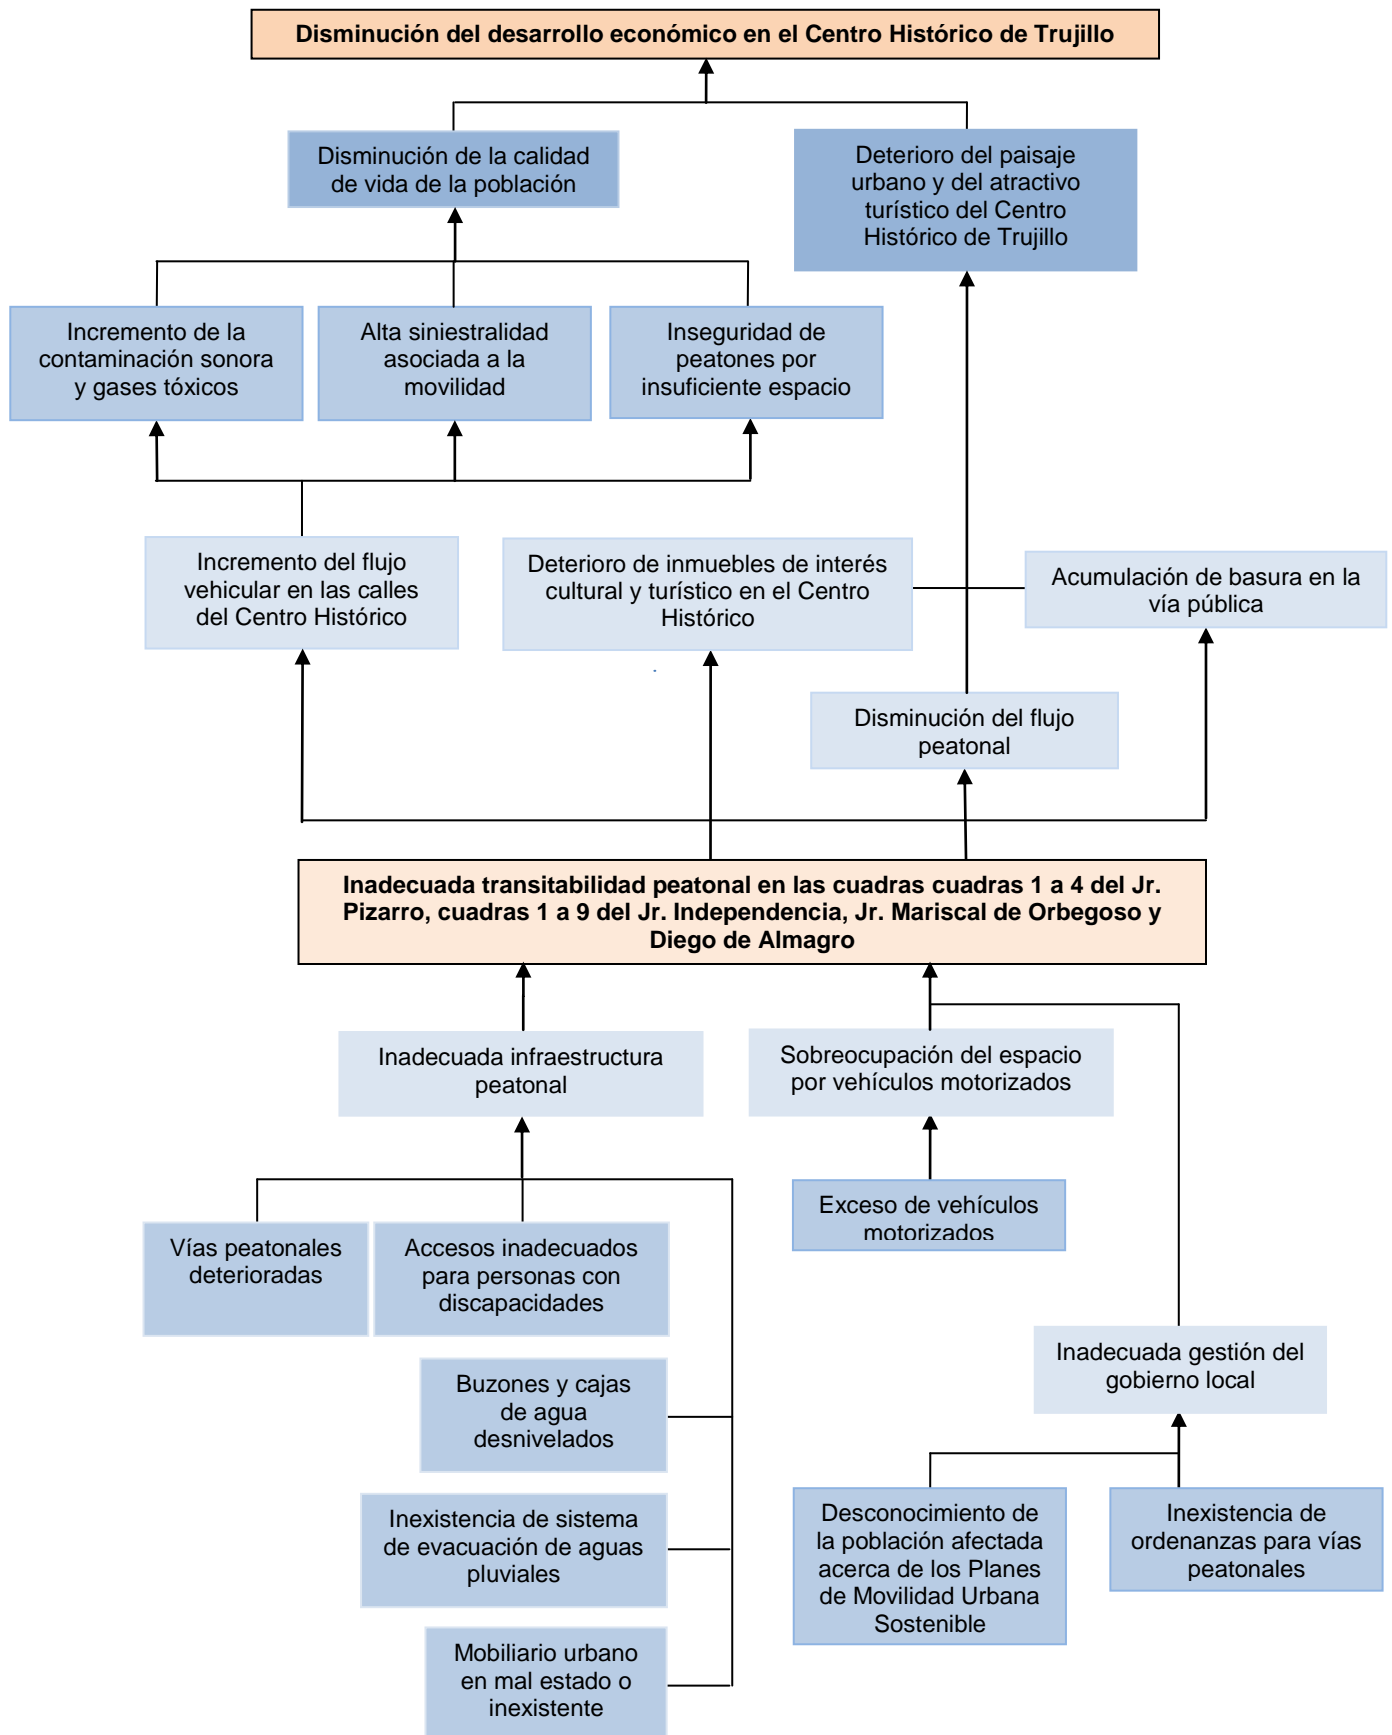 Disminución del desarrollo económico en el Centro Histórico de Trujillo
Disminución de la calidad
de vida de la población
Deterioro del paisaje
urbano y del atractivo
turístico del Centro
Histórico de Trujillo
Incremento de la
contaminación sonora
y gases tóxicos
Alta siniestralidad
asociada a la
movilidad
Inseguridad de
peatones por
insuficiente espacio
Incremento del flujo
vehicular en las calles
del Centro Histórico
Deterioro de inmuebles de interés
cultural y turístico en el Centro
Histórico
Acumulación de basura en la
vía pública
Disminución del flujo
peatonal
Inadecuada transitabilidad peatonal en las cuadras cuadras 1 a 4 del Jr.
Pizarro, cuadras 1 a 9 del Jr. Independencia, Jr. Mariscal de Orbegoso y
Diego de Almagro
Inadecuada infraestructura
peatonal
Sobreocupación del espacio
por vehículos motorizados
Exceso de vehículos
motorizados
Vías peatonales
deterioradas
Accesos inadecuados
para personas con
discapacidades
Inadecuada gestión del
gobierno local
Buzones y cajas
de agua
desnivelados
Inexistencia de sistema
de evacuación de aguas
pluviales
Desconocimiento de
la población afectada
acerca de los Planes
de Movilidad Urbana
Sostenible
Inexistencia de
ordenanzas para vías
peatonales
Mobiliario urbano
en mal estado o
inexistente